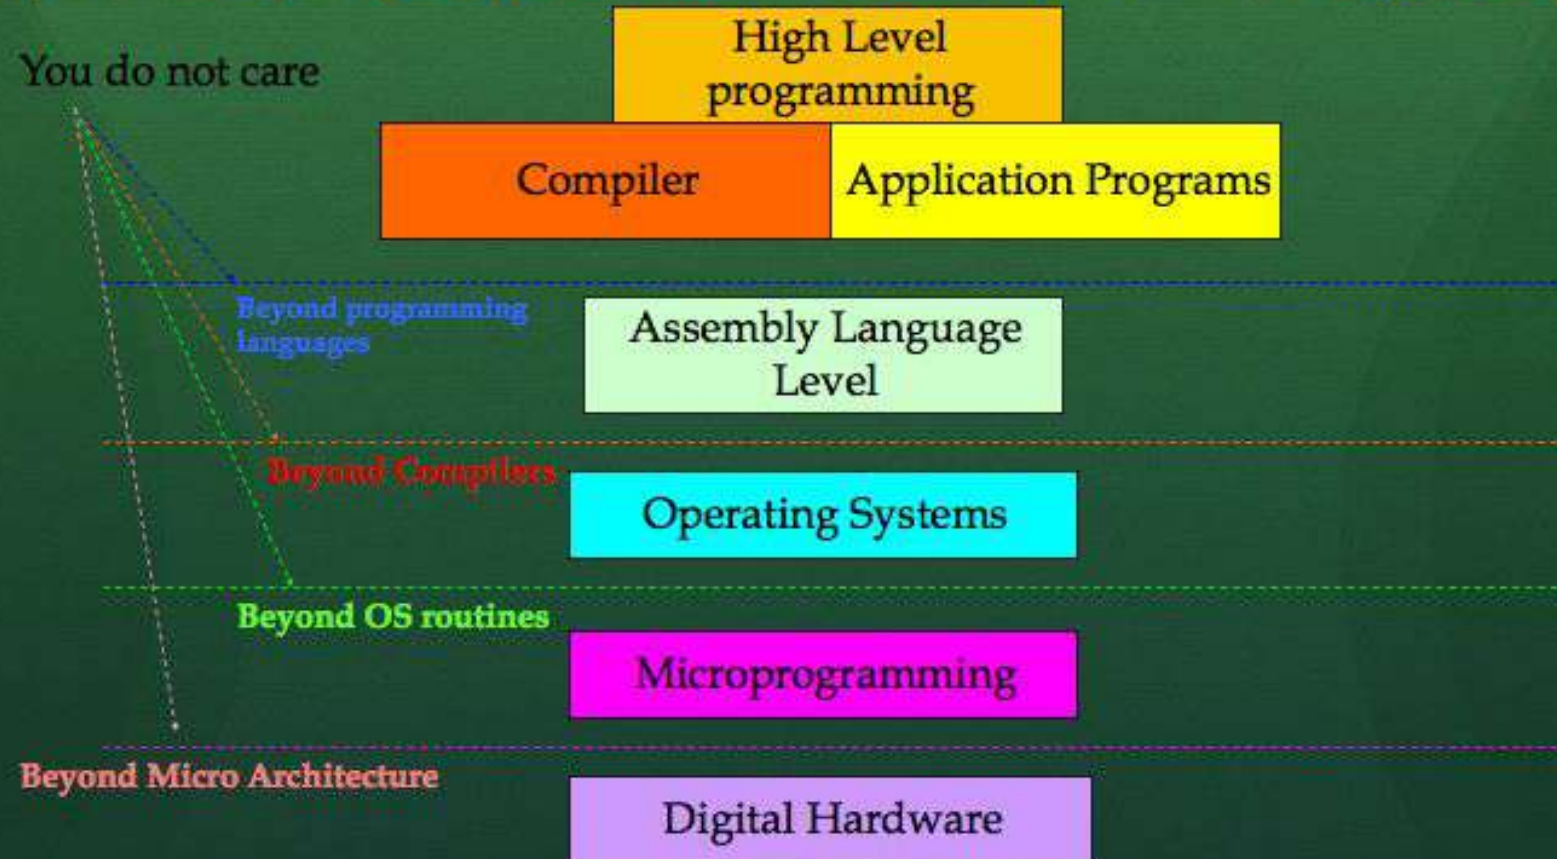 You do not care
High Level
programming
Compiler
Application Programs
Beyond programming
languages
Assembly Language
Level
Beyond Compilers
Operating Systems
Beyond OS routines
Microprogramming
Beyond Micro Architecture
Digital Hardware